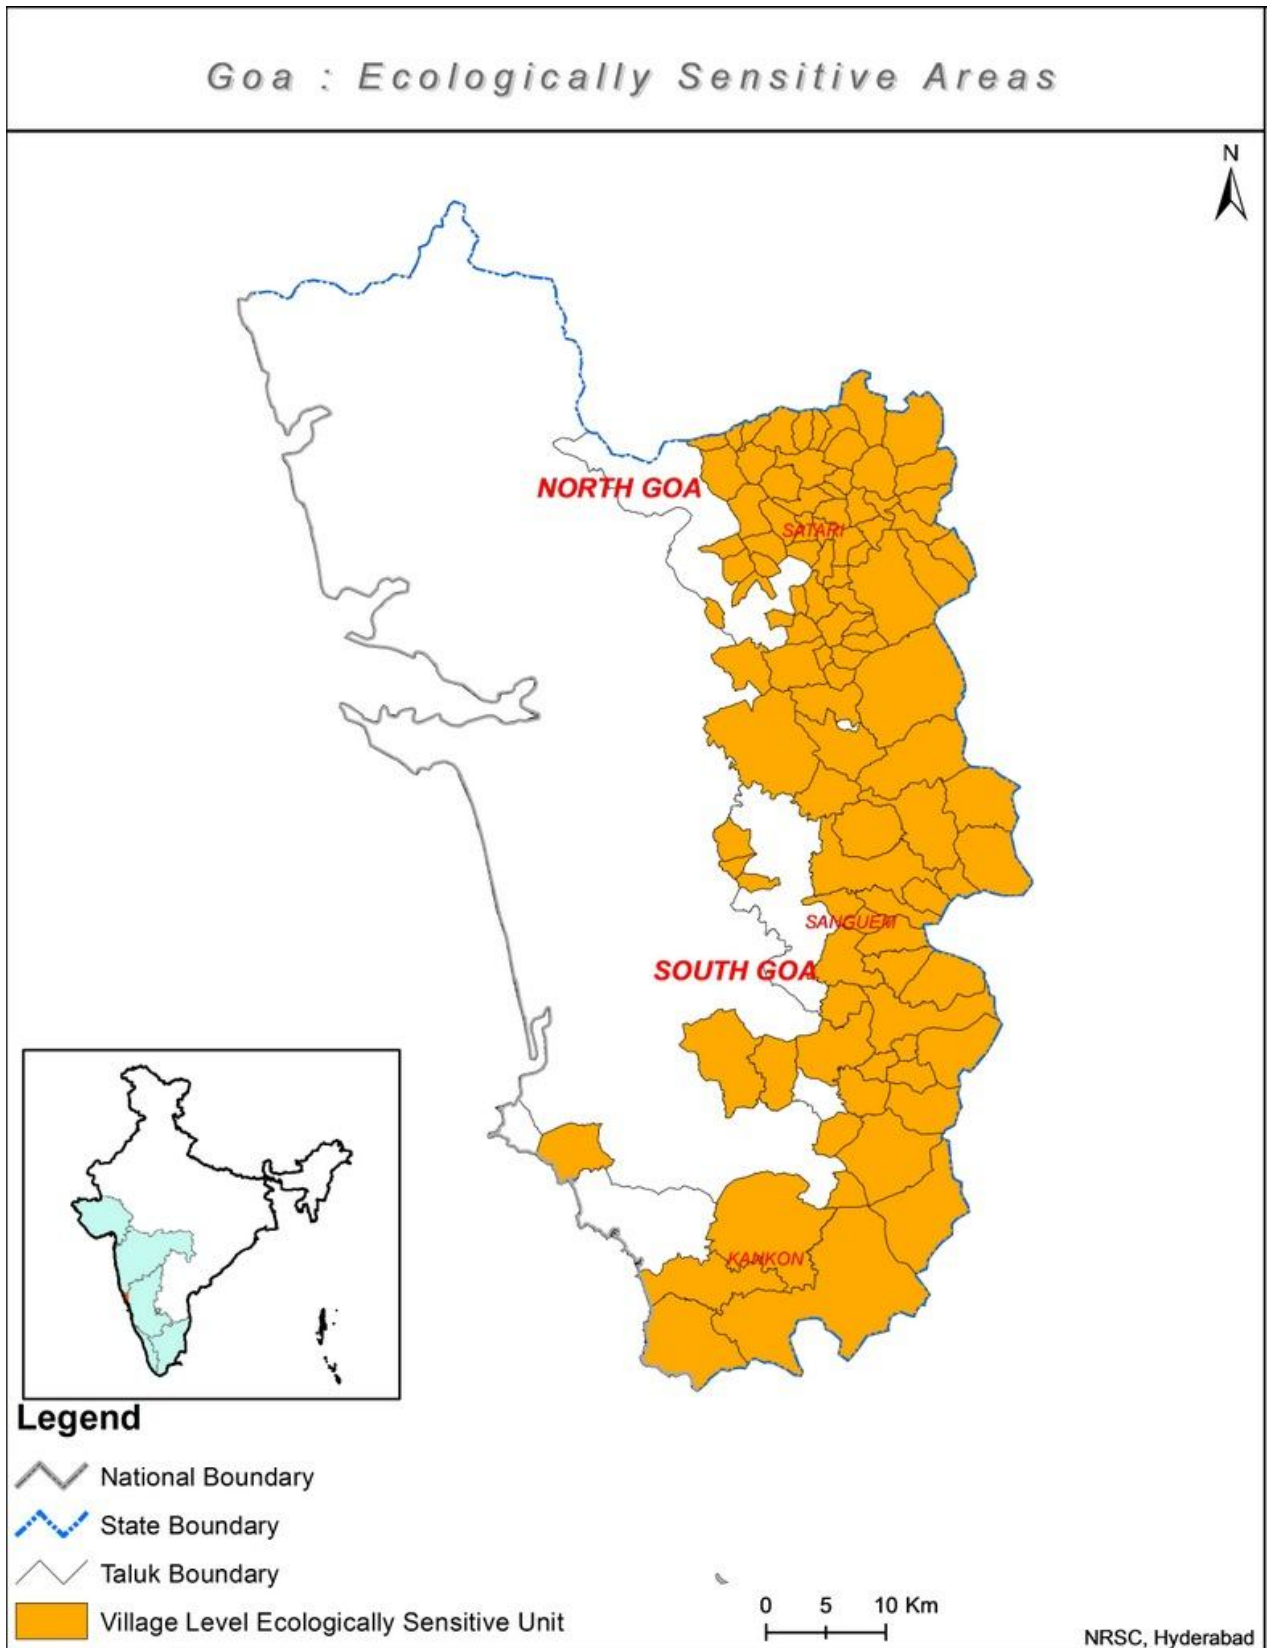 Goa : Ecologically Sensitive Areas
N
NORTH GOA
SATARI
SANGUEM
SOUTH GOA
KANKON
Legend
National Boundary
State Boundary
Taluk Boundary
Village Level Ecologically Sensitive Unit
0 5 10 Km
NRSC, Hyderabad